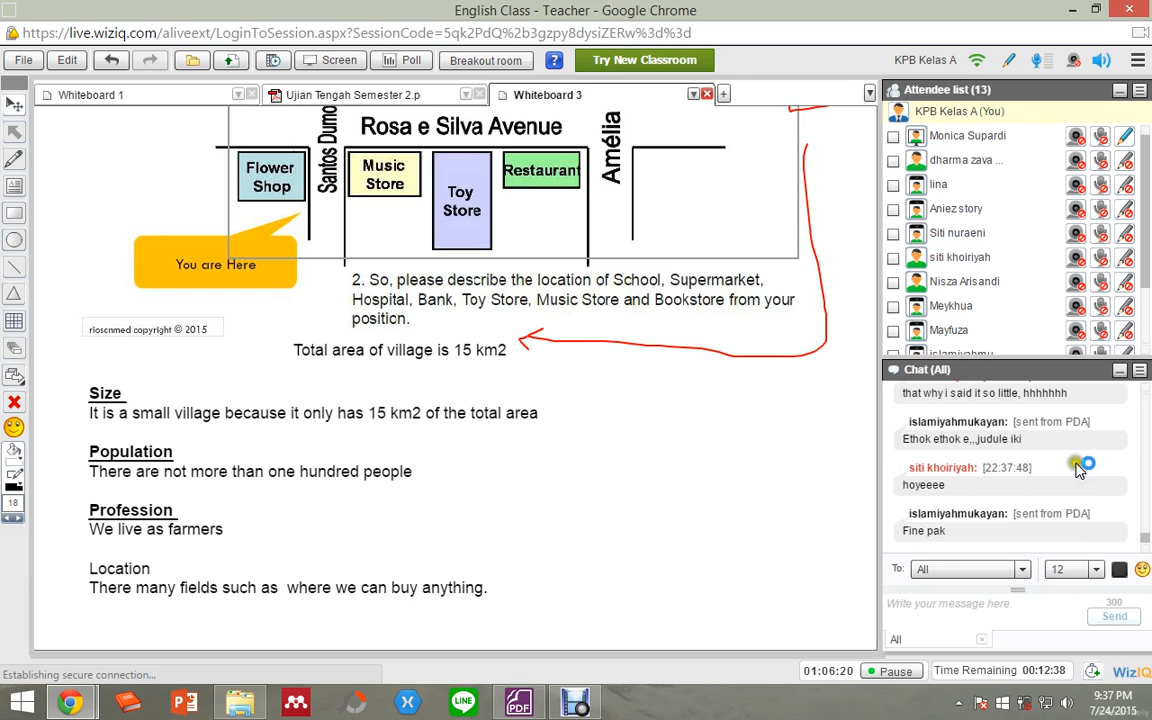 English Class - Teacher - Google Chrome
https://live.wiziq.com/aliveext/LoginToSession.aspx?SessionCode=5qk2PdQ%2b3gzpy8dysiZERw%3d%3d
File
Edit
Screen
Poll
Breakout room
?
Try New Classroom
KPB Kelas A
Whiteboard 1
Ujian Tengah Semester 2.p
Whiteboard 3
Rosa e Silva Avenue
Santos Dumo
Amélia
Flower
Shop
Music
Store
Toy
Store
Restaurant
You are Here
2. So, please describe the location of School, Supermarket,
Hospital, Bank, Toy Store, Music Store and Bookstore from your
position.
rioscnmed copyright © 2015
Total area of village is 15 km2
Size
It is a small village because it only has 15 km2 of the total area
Population
There are not more than one hundred people
Profession
We live as farmers
Location
There many fields such as  where we can buy anything.
18
Attendee list (13)
KPB Kelas A (You)
Monica Supardi
dharma zava ...
lina
Aniez story
Siti nuraeni
siti khoiriyah
Nisza Arisandi
Meykhua
Mayfuza
islamiyahmu
Chat (All)
that why i said it so little, hhhhhhh
islamiyahmukayan: [sent from PDA]
Ethok ethok e,,,judule iki
siti khoiriyah: [22:37:48]
hoyeeee
islamiyahmukayan: [sent from PDA]
Fine pak
To:
All
12
Write your message here.
300
Send
All
Establishing secure connection...
01:06:20
Pause
Time Remaining 00:12:38
WizIQ
LINE
PDF
9:37 PM
7/24/2015